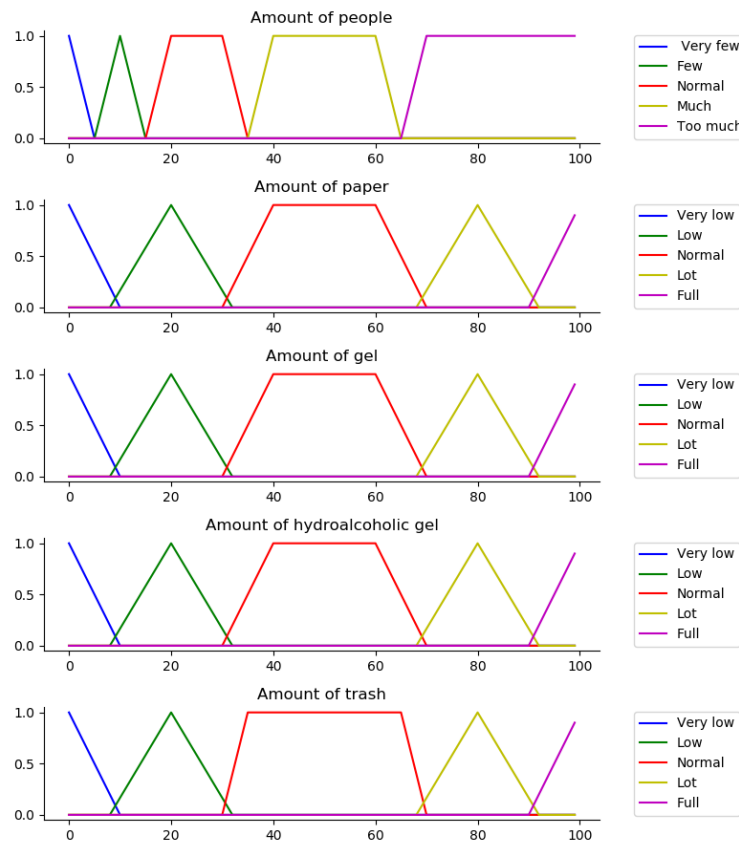 Amount of people
1.0
0.5
0.0
0 20 40 60 80 100
Very few
Few
Normal
Much
Too much
Amount of paper
1.0
0.5
0.0
0 20 40 60 80 100
Very low
Low
Normal
Lot
Full
Amount of gel
1.0
0.5
0.0
0 20 40 60 80 100
Very low
Low
Normal
Lot
Full
Amount of hydroalcoholic gel
1.0
0.5
0.0
0 20 40 60 80 100
Very low
Low
Normal
Lot
Full
Amount of trash
1.0
0.5
0.0
0 20 40 60 80 100
Very low
Low
Normal
Lot
Full